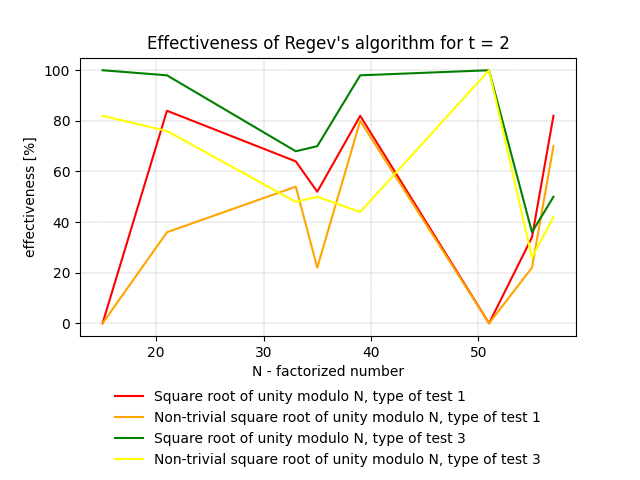 Effectiveness of Regev's algorithm for t = 2
100
80
60
40
20
0
effectiveness [%]
20 30 40 50
N - factorized number
Square root of unity modulo N, type of test 1
Non-trivial square root of unity modulo N, type of test 1
Square root of unity modulo N, type of test 3
Non-trivial square root of unity modulo N, type of test 3